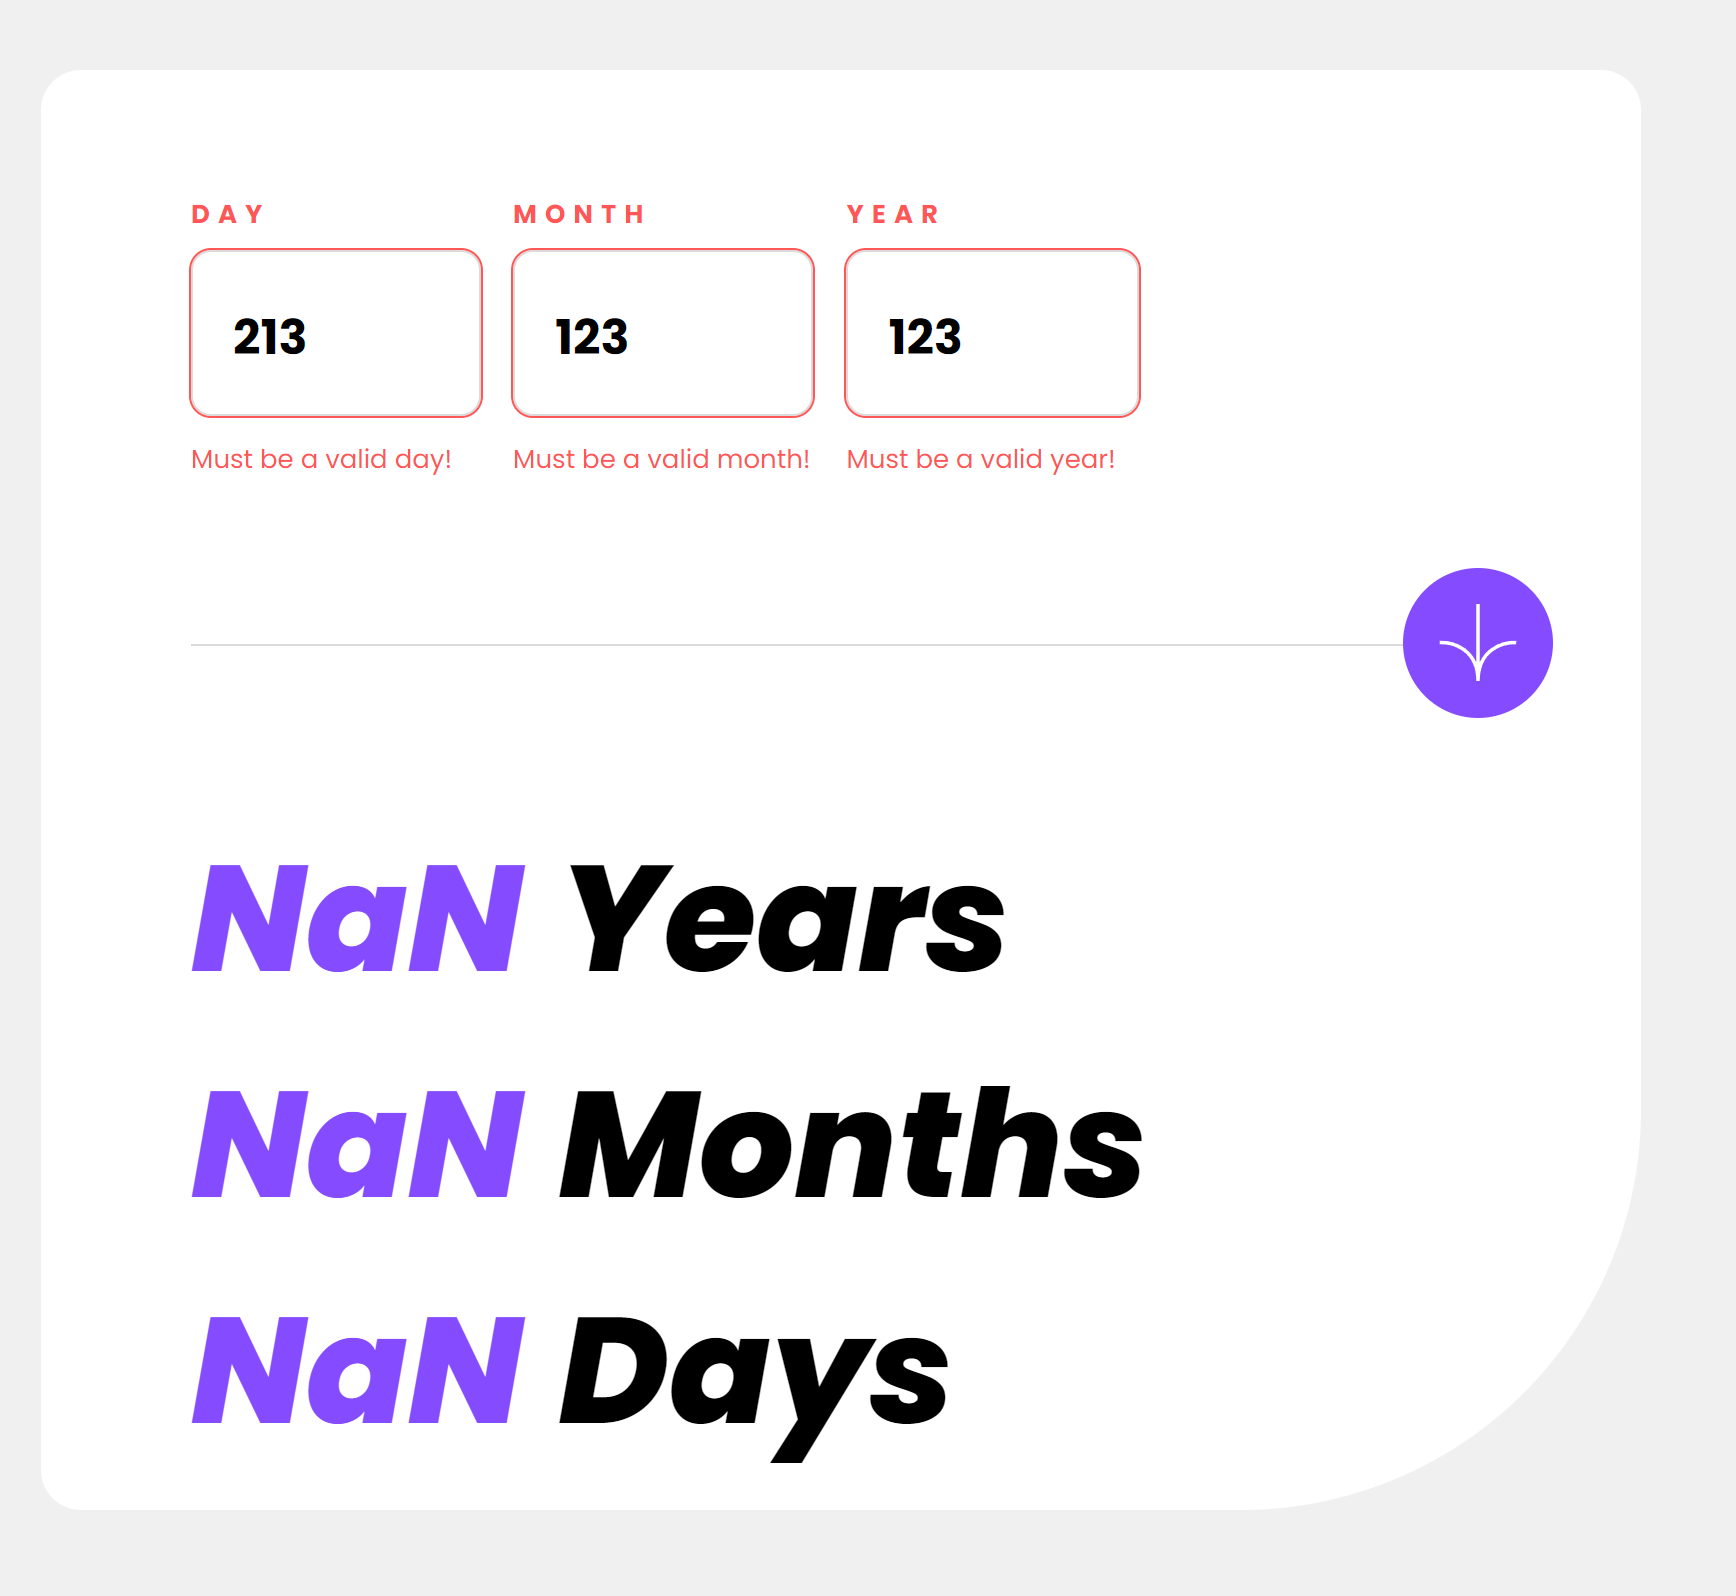 DAY MONTH YEAR
213 123 123
Must be a valid day! Must be a valid month! Must be a valid year!
NaN Years
NaN Months
NaN Days